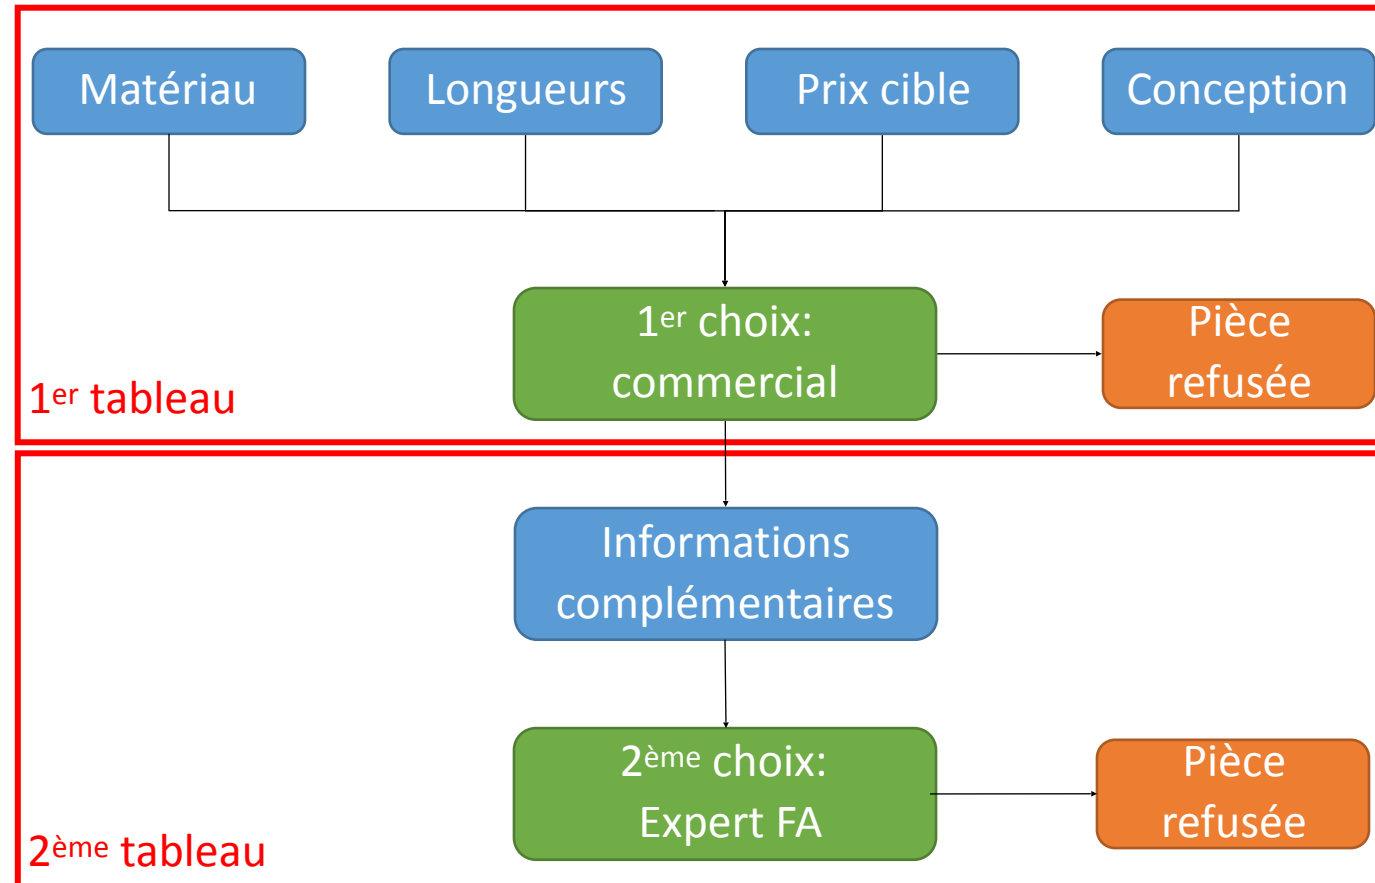 Matériau
Longueurs
Prix cible
Conception
1er choix:
commercial
Pièce
refusée
1er tableau
Informations
complémentaires
2ème choix:
Expert FA
Pièce
refusée
2ème tableau